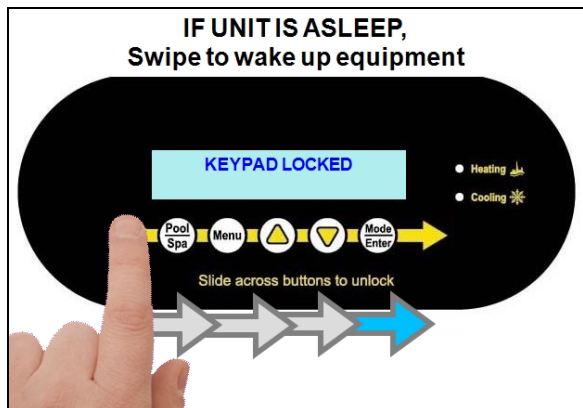 IF UNIT IS ASLEEP,
Swipe to wake up equipment
KEYPAD LOCKED
Heating
Cooling
Pool
Spa
Menu
Mode
Enter
Slide across buttons to unlock